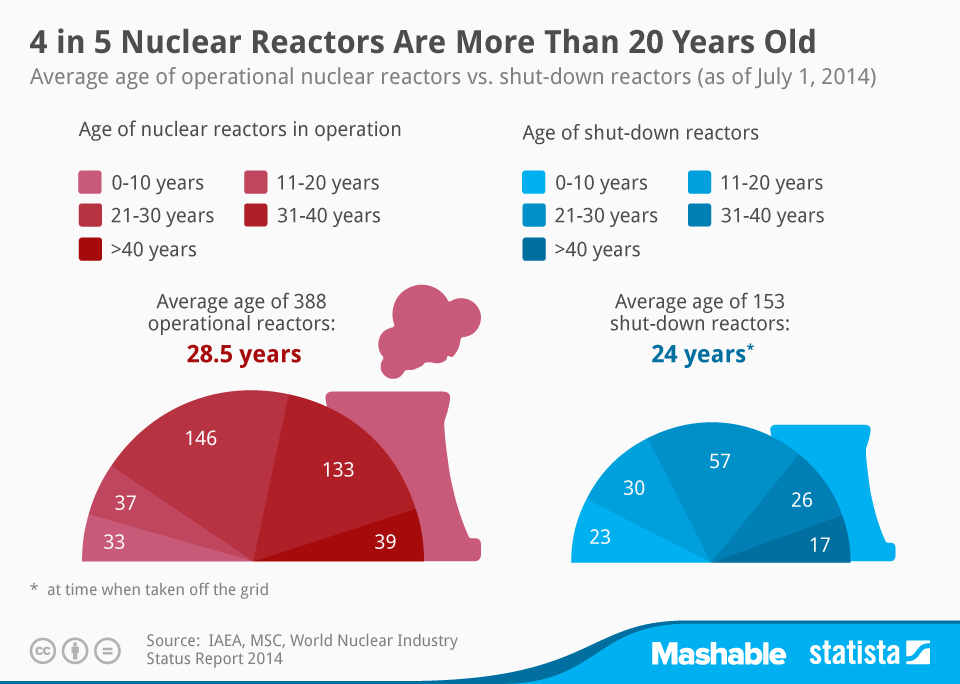 4 in 5 Nuclear Reactors Are More Than 20 Years Old
Average age of operational nuclear reactors vs. shut-down reactors (as of July 1, 2014)
Age of nuclear reactors in operation
0-10 years
11-20 years
21-30 years
31-40 years
>40 years
Age of shut-down reactors
0-10 years
11-20 years
21-30 years
31-40 years
>40 years
Average age of 388
operational reactors:
28.5 years
33
37
146
133
39
Average age of 153
shut-down reactors:
24 years*
23
30
57
26
17
* at time when taken off the grid
cc
Source: IAEA, MSC, World Nuclear Industry
Status Report 2014
Mashable
statista